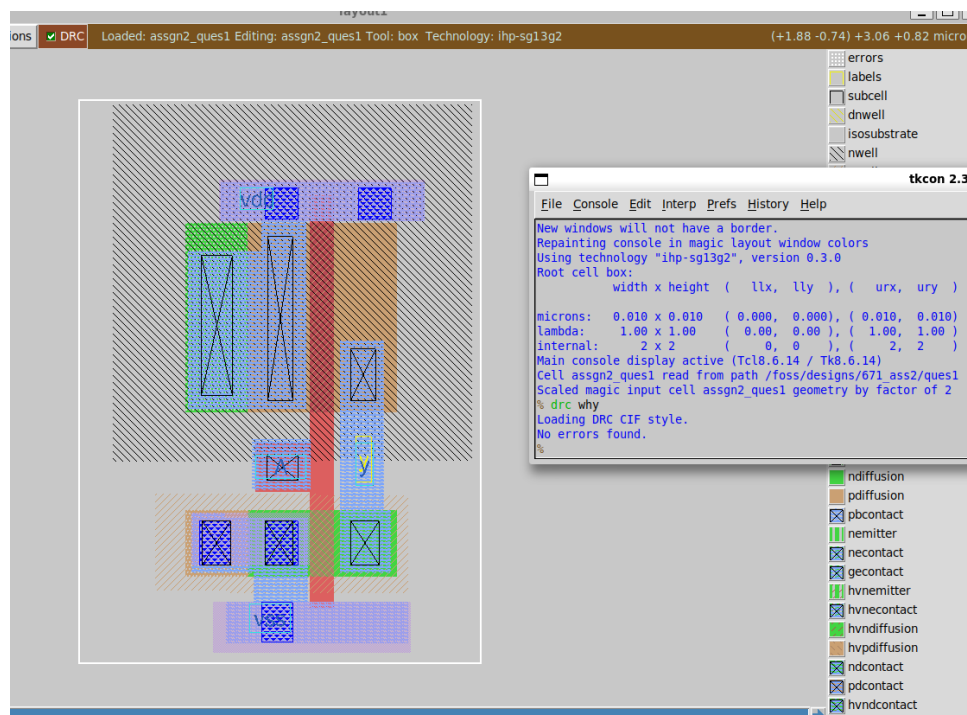 layout1
ions DRC Loaded: assgn2_ques1 Editing: assgn2_ques1 Tool: box Technology: ihp-sg13g2 (+1.88 -0.74) +3.06 +0.82 micro
errors
labels
subcell
dnwell
isosubstrate
nwell
tkcon 2.3
File Console Edit Interp Prefs History Help
New windows will not have a border.
Repainting console in magic layout window colors
Using technology "ihp-sg13g2", version 0.3.0
Root cell box:
width x height ( llx, lly ), ( urx, ury )
microns: 0.010 x 0.010 ( 0.000, 0.000), ( 0.010, 0.010)
lambda: 1.00 x 1.00 ( 0.00, 0.00 ), ( 1.00, 1.00 )
internal: 2 x 2 ( 0, 0 ), ( 2, 2 )
Main console display active (Tcl8.6.14 / Tk8.6.14)
Cell assgn2_ques1 read from path /foss/designs/671_ass2/ques1
Scaled magic input cell assgn2_ques1 geometry by factor of 2
% drc why
Loading DRC CIF style.
No errors found.
%
vdd
A
y
ndiffusion
pdiffusion
pbcontact
nemitter
necontact
gecontact
hvnemitter
hvnecontact
hvndiffusion
hvpdiffusion
ndcontact
pdcontact
hvndcontact